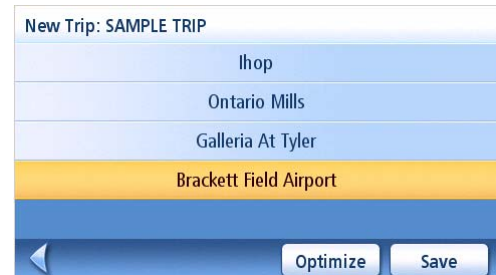 New Trip: SAMPLE TRIP
Ihop
Ontario Mills
Galleria At Tyler
Brackett Field Airport
Optimize Save